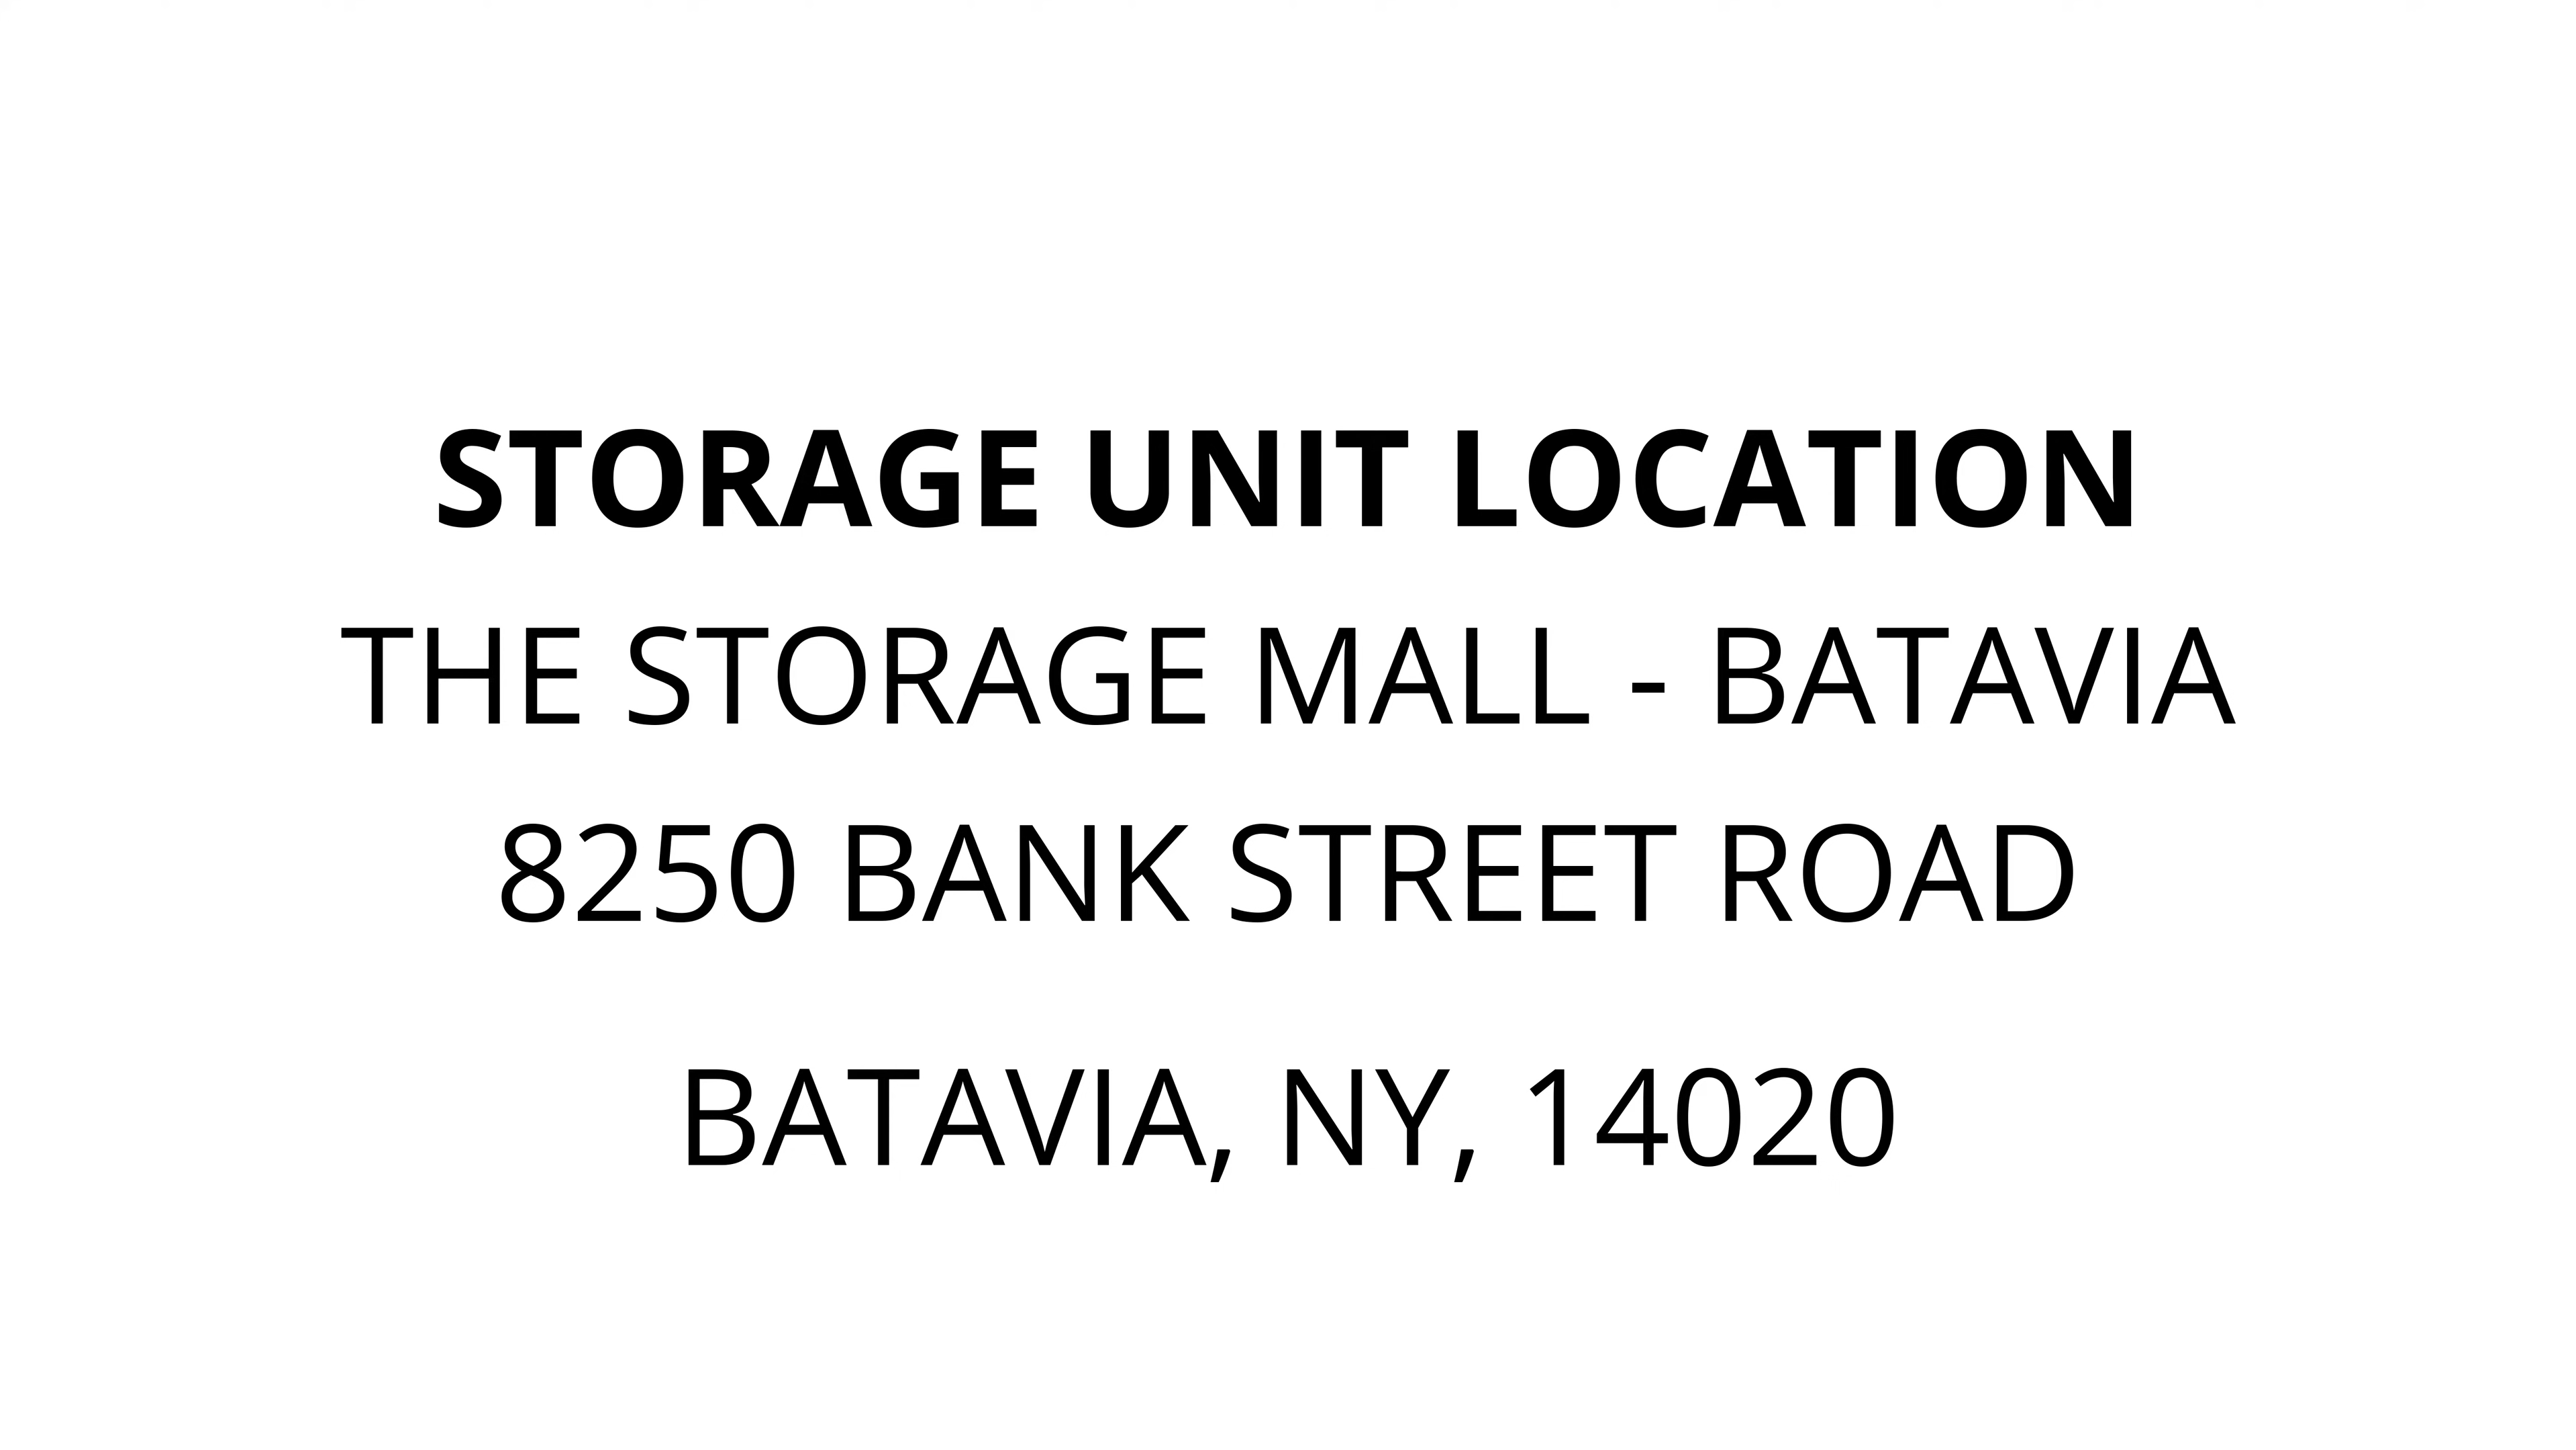 STORAGE UNIT LOCATION
THE STORAGE MALL - BATAVIA
8250 BANK STREET ROAD
BATAVIA, NY, 14020